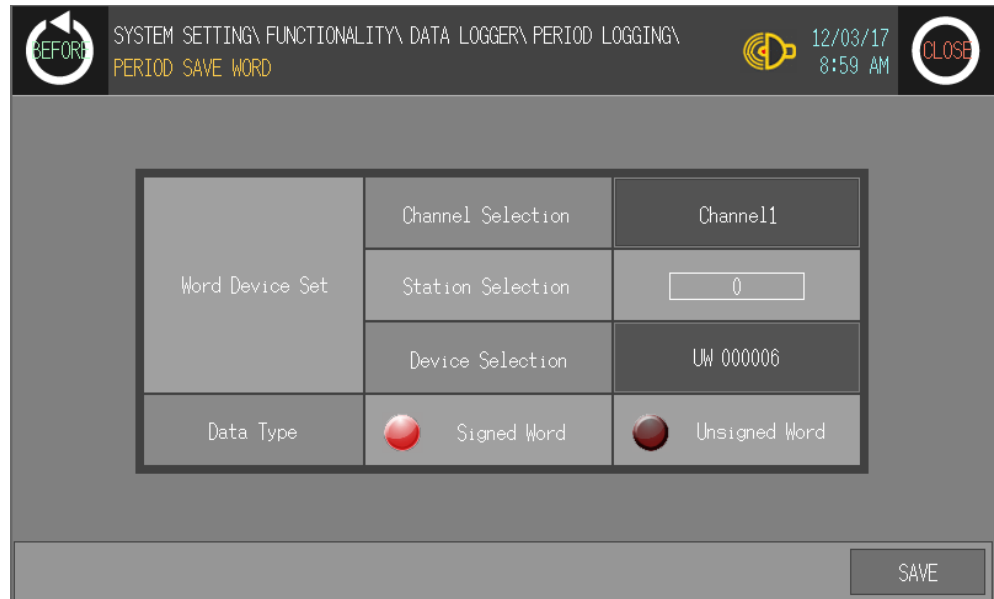 BEFORE
SYSTEM SETTING\ FUNCTIONALITY\ DATA LOGGER\ PERIOD LOGGING\
PERIOD SAVE WORD
12/03/17
8:59 AM
CLOSE
Channel Selection
Channel1
Word Device Set
Station Selection
0
Device Selection
UW 000006
Data Type
Signed Word
Unsigned Word
SAVE